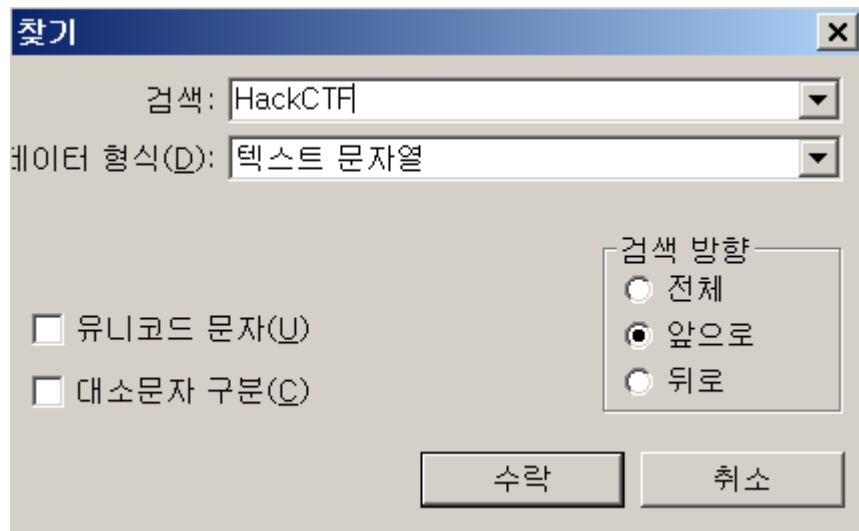 찾기
검색: HackCTF
데이터 형식(D): 텍스트 문자열
검색 방향
전체
유니코드 문자(U)
앞으로
대소문자 구분(C)
뒤로
수락
취소